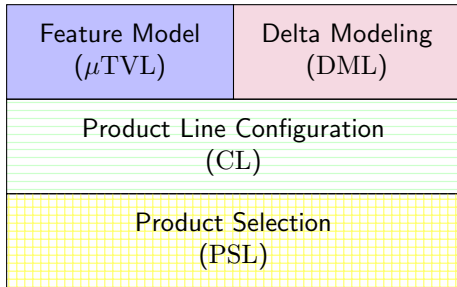 Feature Model
(μTVL)
Delta Modeling
(DML)
Product Line Configuration
(CL)
Product Selection
(PSL)